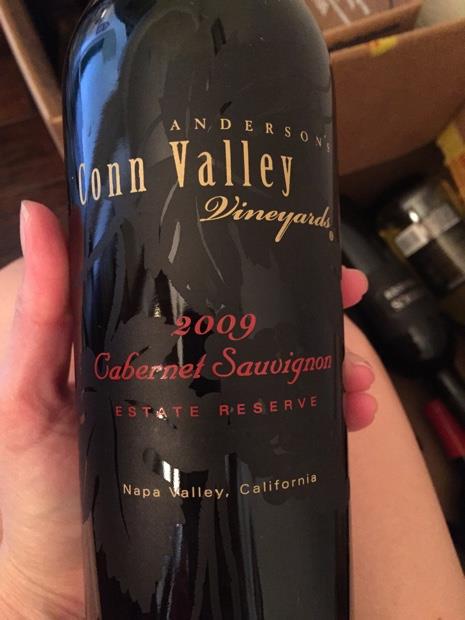 ANDERSON'S
Conn Valley
Vineyards
2009
Cabernet Sauvignon
ESTATE RESERVE
Napa Valley, California